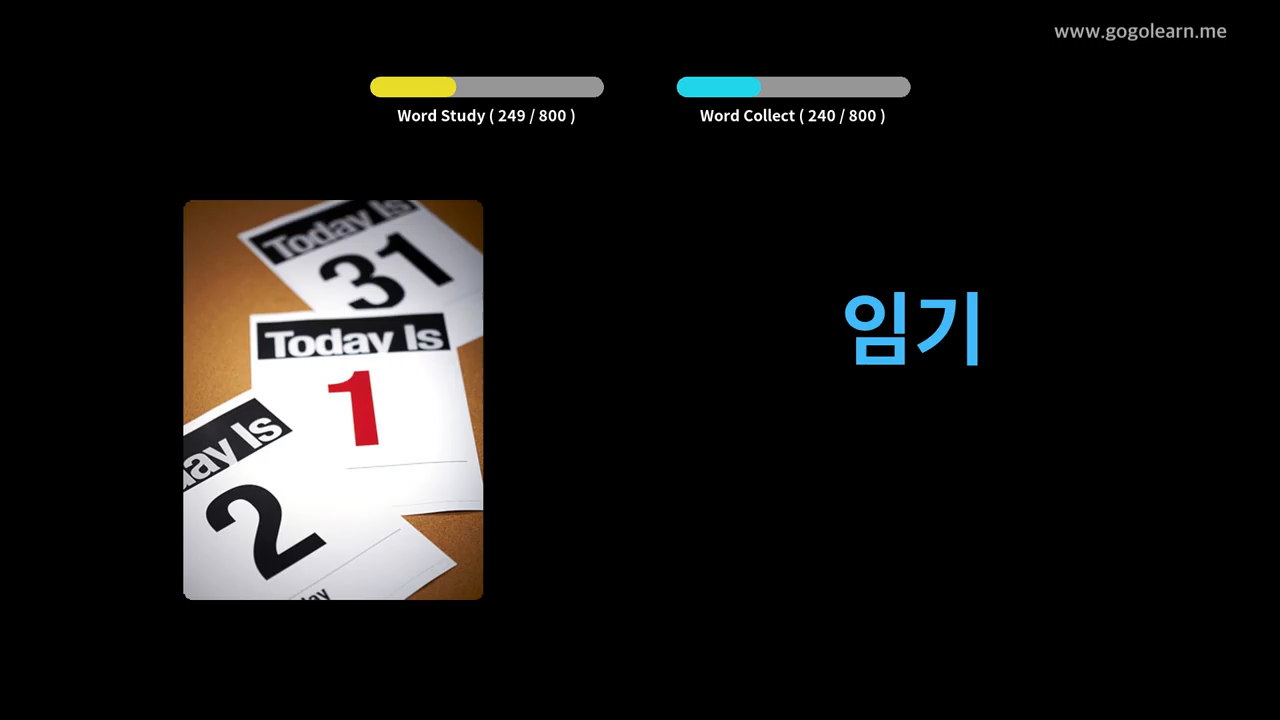 www.gogolearn.me
Word Study ( 249 / 800 )
Word Collect ( 240 / 800 )
Today Is
31
Today Is
1
ay Is
2
임기